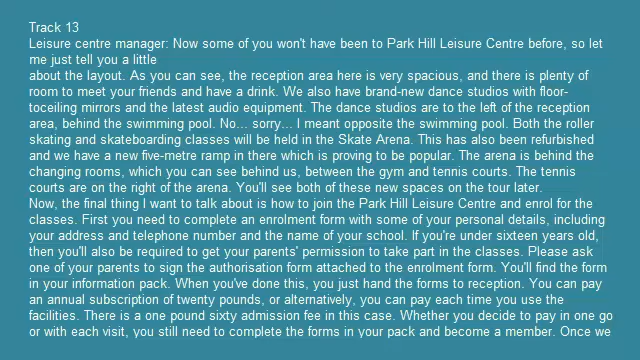 Track 13
Leisure centre manager: Now some of you won't have been to Park Hill Leisure Centre before, so let
me just tell you a little
about the layout. As you can see, the reception area here is very spacious, and there is plenty of
room to meet your friends and have a drink. We also have brand-new dance studios with floor-
toceiling mirrors and the latest audio equipment. The dance studios are to the left of the reception
area, behind the swimming pool. No... sorry... I meant opposite the swimming pool. Both the roller
skating and skateboarding classes will be held in the Skate Arena. This has also been refurbished
and we have a new five-metre ramp in there which is proving to be popular. The arena is behind the
changing rooms, which you can see behind us, between the gym and tennis courts. The tennis
courts are on the right of the arena. You'll see both of these new spaces on the tour later.
Now, the final thing I want to talk about is how to join the Park Hill Leisure Centre and enrol for the
classes. First you need to complete an enrolment form with some of your personal details, including
your address and telephone number and the name of your school. If you're under sixteen years old,
then you'll also be required to get your parents' permission to take part in the classes. Please ask
one of your parents to sign the authorisation form attached to the enrolment form. You'll find the form
in your information pack. When you've done this, you just hand the forms to reception. You can pay
an annual subscription of twenty pounds, or alternatively, you can pay each time you use the
facilities. There is a one pound sixty admission fee in this case. Whether you decide to pay in one go
or with each visit, you still need to complete the forms in your pack and become a member. Once we